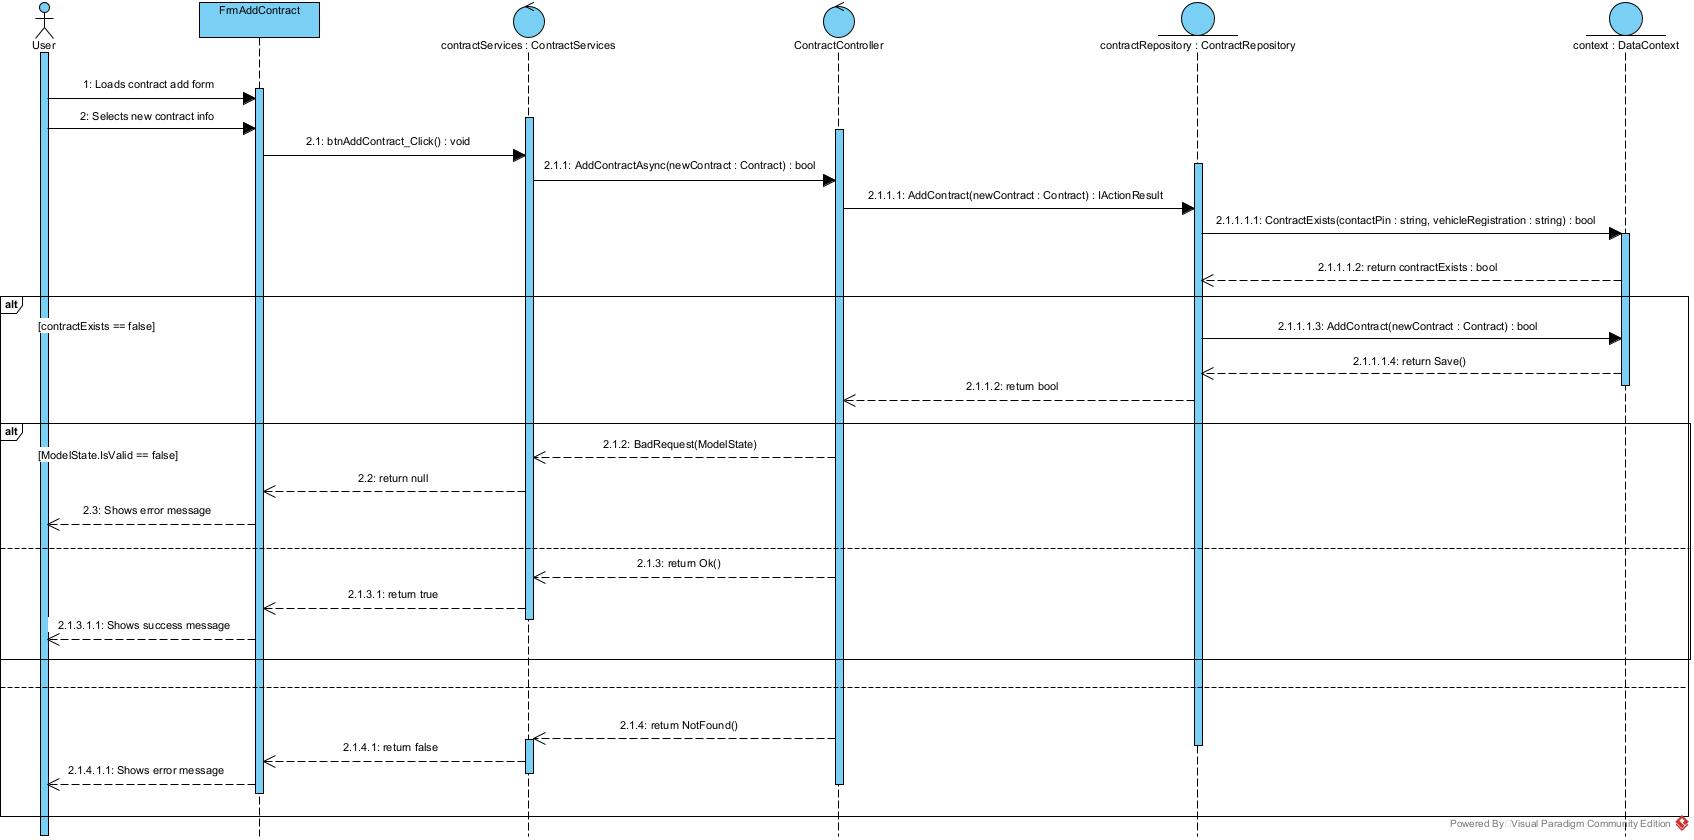 FrmAddContract
User
contractServices : ContractServices
ContractController
contractRepository : ContractRepository
context : DataContext
1: Loads contract add form
2: Selects new contract info
2.1: btnAddContract_Click() : void
2.1.1: AddContractAsync(newContract : Contract) : bool
2.1.1.1: AddContract(newContract : Contract) : IActionResult
2.1.1.1.1: ContractExists(contactPin : string, vehicleRegistration : string) : bool
2.1.1.1.2: return contractExists : bool
alt
[contractExists == false]
2.1.1.1.3: AddContract(newContract : Contract) : bool
2.1.1.1.4: return Save()
2.1.1.2: return bool
alt
[ModelState.IsValid == false]
2.1.2: BadRequest(ModelState)
2.2: return null
2.3: Shows error message
2.1.3: return Ok()
2.1.3.1: return true
2.1.3.1.1: Shows success message
2.1.4: return NotFound()
2.1.4.1: return false
2.1.4.1.1: Shows error message
Powered By Visual Paradigm Community Edition